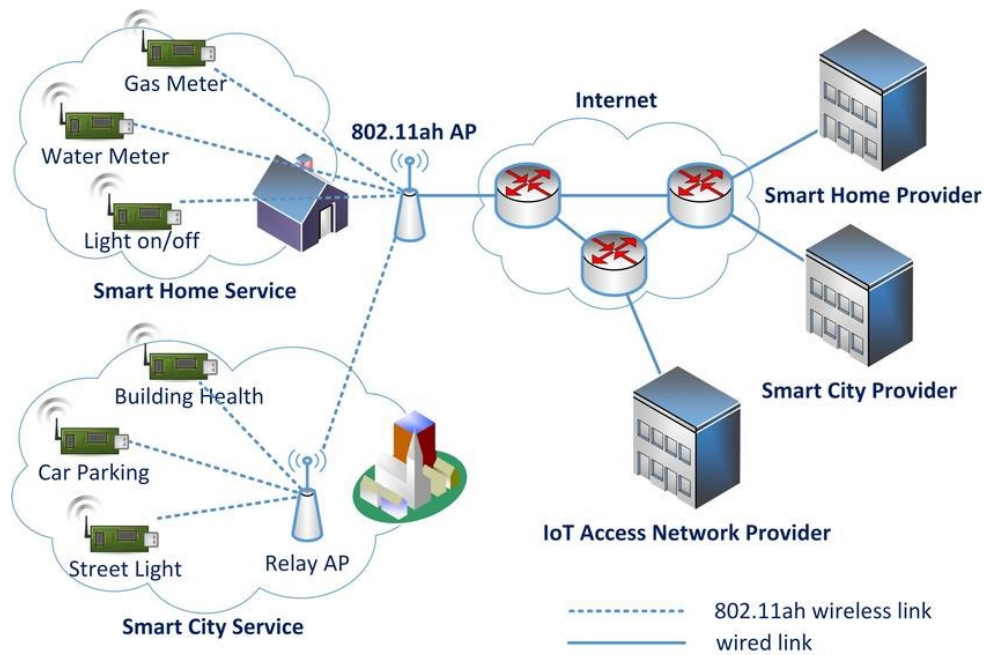 Gas Meter
Water Meter
Light on/off
Smart Home Service
802.11ah AP
Internet
Smart Home Provider
Smart City Provider
IoT Access Network Provider
Building Health
Car Parking
Street Light
Relay AP
Smart City Service
802.11ah wireless link
wired link